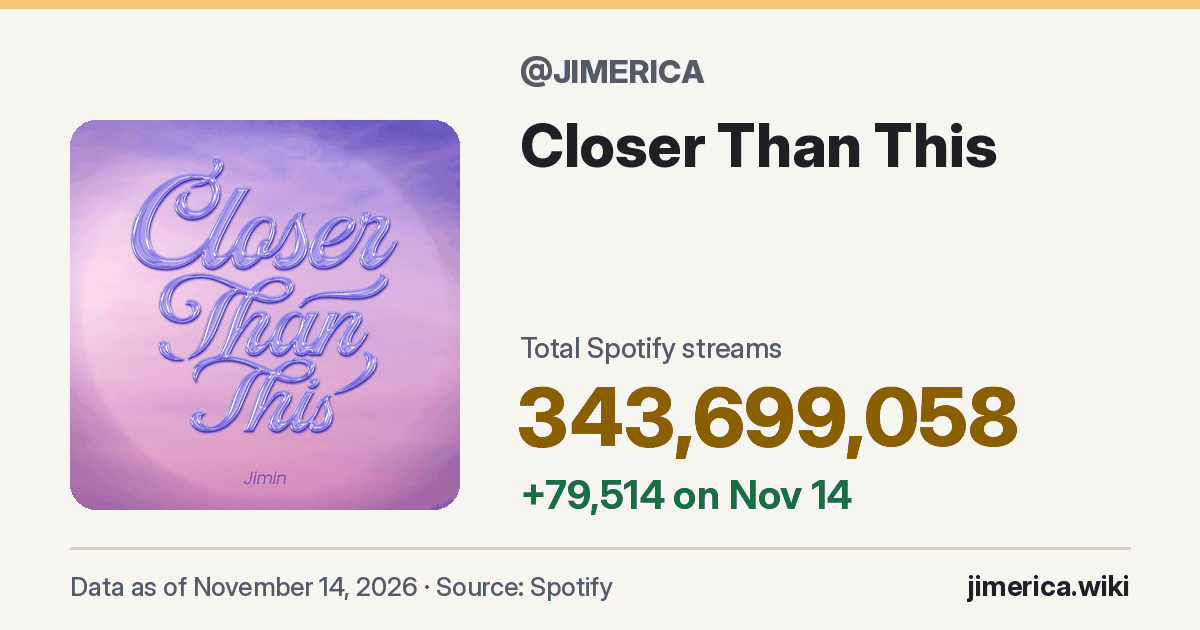 @JIMERICA
Closer Than This
Closer
Than
This
Jimin
Total Spotify streams
343,699,058
+79,514 on Nov 14
Data as of November 14, 2026 · Source: Spotify
jimerica.wiki